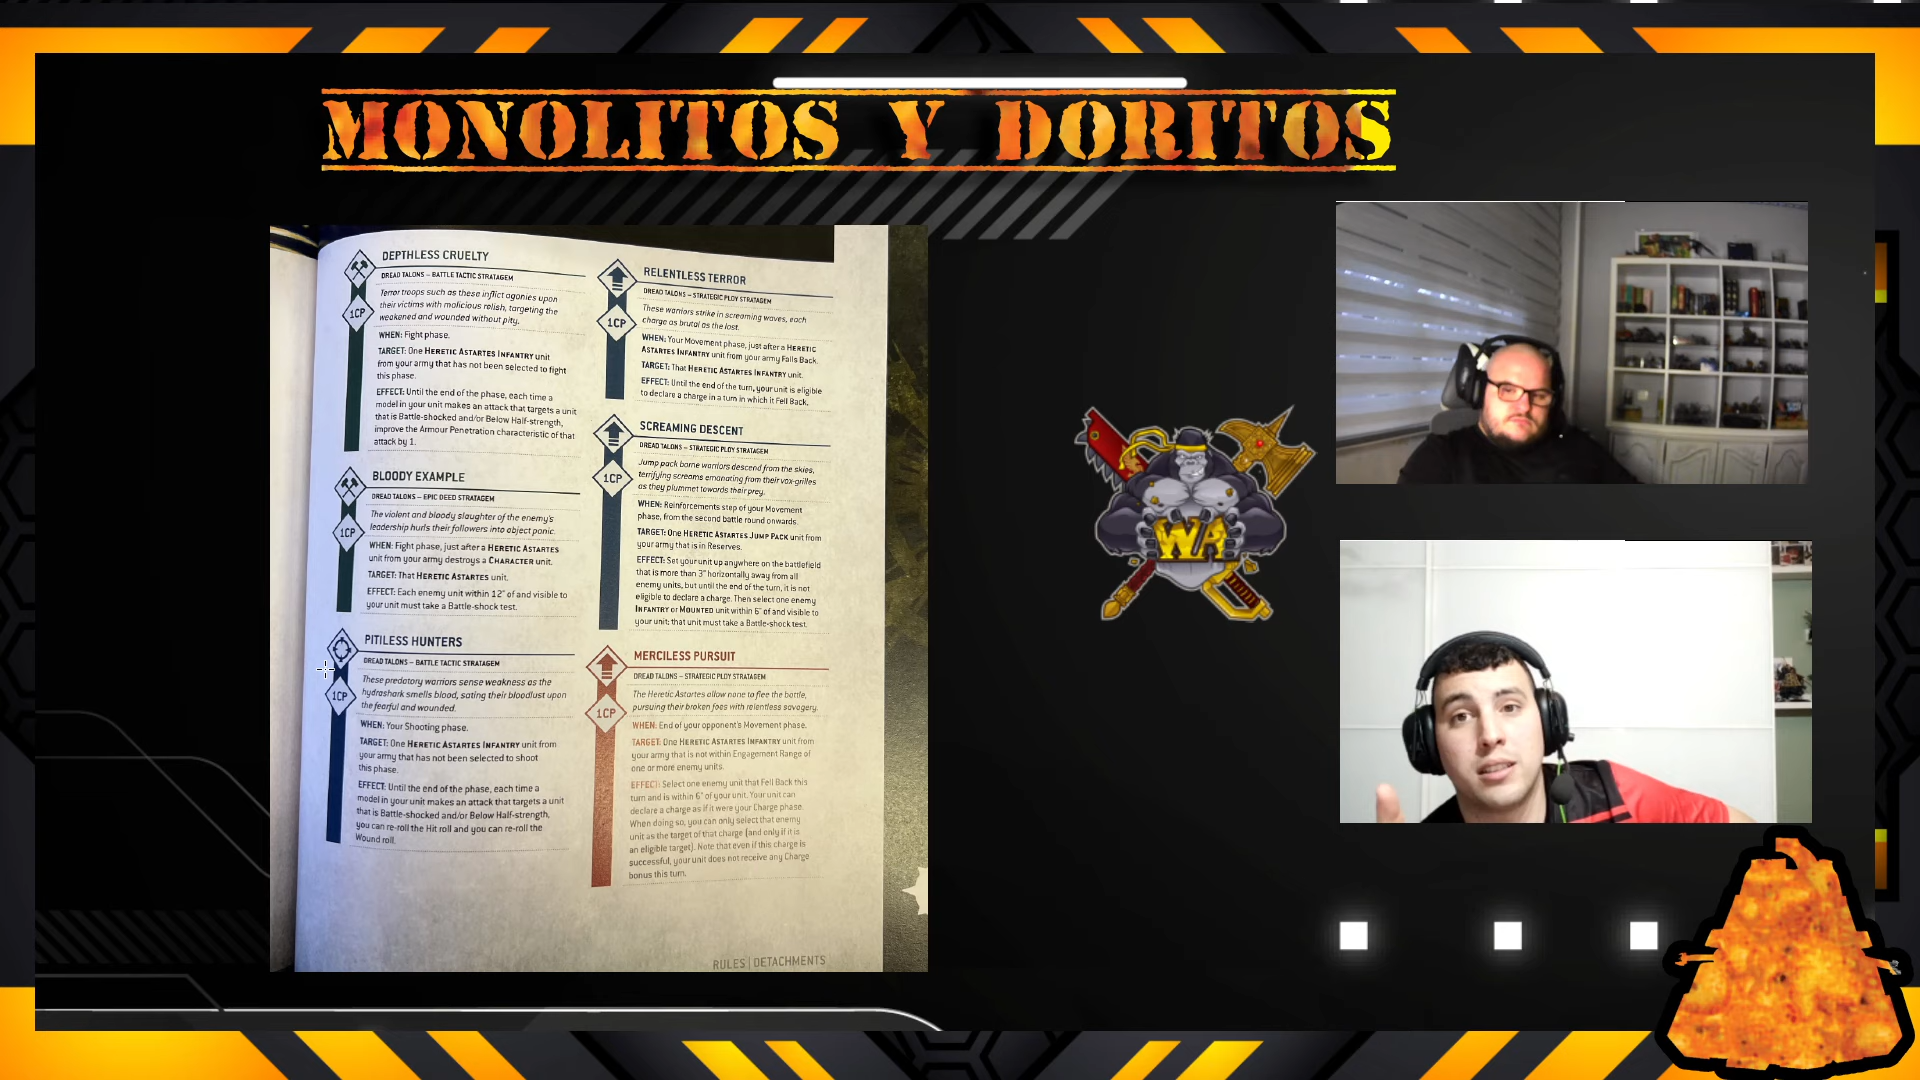 MONOLITOS Y DORITOS
DEPTHLESS CRUELTY
DREAD TALONS – BATTLE TACTIC STRATAGEM
1CP
Terror troops such as these inflict agonies upon
their victims with malicious relish, targeting the
weakened and wounded without pity.
WHEN: Fight phase.
TARGET: One HERETIC ASTARTES INFANTRY unit
from your army that has not been selected to fight
this phase.
EFFECT: Until the end of the phase, each time a
model in your unit makes an attack that targets a unit
that is Battle-shocked and/or Below Half-strength,
improve the Armour Penetration characteristic of that
attack by 1.
BLOODY EXAMPLE
DREAD TALONS – EPIC DEED STRATAGEM
1CP
The violent and bloody slaughter of the enemy's
leadership hurls their followers into abject panic.
WHEN: Fight phase, just after a HERETIC ASTARTES
unit from your army destroys a CHARACTER unit.
TARGET: That HERETIC ASTARTES unit.
EFFECT: Each enemy unit within 12" of and visible to
your unit must take a Battle-shock test.
PITILESS HUNTERS
DREAD TALONS – BATTLE TACTIC STRATAGEM
1CP
These predatory warriors sense weakness as the
hydrashark smells blood, sating their bloodlust upon
the fearful and wounded.
WHEN: Your Shooting phase.
TARGET: One HERETIC ASTARTES INFANTRY unit from
your army that has not been selected to shoot
this phase.
EFFECT: Until the end of the phase, each time a
model in your unit makes an attack that targets a unit
that is Battle-shocked and/or Below Half-strength,
you can re-roll the Hit roll and you can re-roll the
Wound roll.
RELENTLESS TERROR
DREAD TALONS – STRATEGIC PLOY STRATAGEM
1CP
These warriors strike in screaming waves, each
charge as brutal as the last.
WHEN: Your Movement phase, just after a HERETIC
ASTARTES INFANTRY unit from your army Falls Back.
TARGET: That HERETIC ASTARTES INFANTRY unit.
EFFECT: Until the end of the turn, your unit is eligible
to declare a charge in a turn in which it Fell Back.
SCREAMING DESCENT
DREAD TALONS – STRATEGIC PLOY STRATAGEM
1CP
Jump pack borne warriors descend from the skies,
terrifying screams emanating from their vox-grilles
as they plummet towards their prey.
WHEN: Reinforcements step of your Movement
phase, from the second battle round onwards.
TARGET: One HERETIC ASTARTES JUMP PACK unit from
your army that is in Reserves.
EFFECT: Set your unit up anywhere on the battlefield
that is more than 3" horizontally away from all
enemy units, but until the end of the turn, it is not
eligible to declare a charge. Then select one enemy
INFANTRY or MOUNTED unit within 6" of and visible to
your unit; that unit must take a Battle-shock test.
MERCILESS PURSUIT
DREAD TALONS – STRATEGIC PLOY STRATAGEM
1CP
The Heretic Astartes allow none to flee the battle,
pursuing their broken foes with relentless savagery.
WHEN: End of your opponent's Movement phase.
TARGET: One HERETIC ASTARTES INFANTRY unit from
your army that is not within Engagement Range of
one or more enemy units.
EFFECT: Select one enemy unit that Fell Back this
turn and is within 6" of your unit. Your unit can
declare a charge as if it were your Charge phase.
When doing so, you can only select that enemy
unit as the target of that charge (and only if it is
an eligible target). Note that even if this charge is
successful, your unit does not receive any Charge
bonus this turn.
RULES | DETACHMENTS
WA